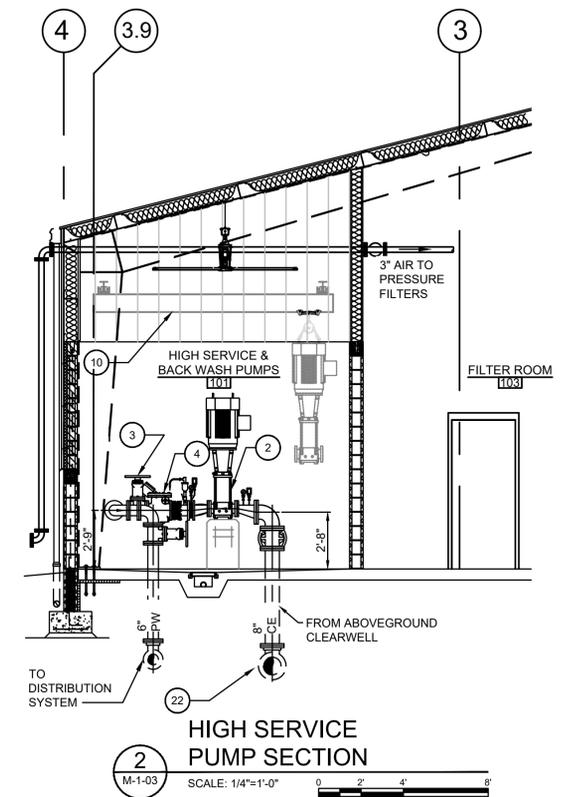 4
3.9
3
3" AIR TO
PRESSURE
FILTERS
10
HIGH SERVICE &
BACK WASH PUMPS
101
FILTER ROOM
103
3
4
2
2'-9"
2'-8"
6" PW
8" CE
FROM ABOVEGROUND
CLEARWELL
TO
DISTRIBUTION
SYSTEM
22
HIGH SERVICE
PUMP SECTION
2
M-1-03
SCALE: 1/4"=1'-0"
0 2' 4' 8'